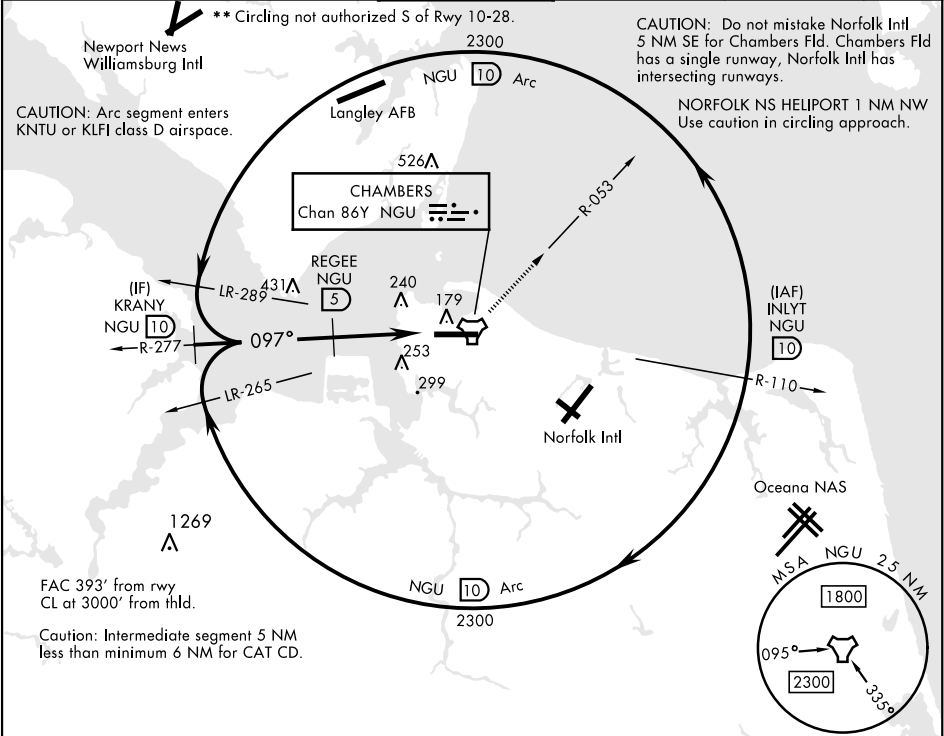 ** Circling not authorized S of Rwy 10-28.
Newport News
Williamsburg Intl
CAUTION: Arc segment enters
KNTU or KLFI class D airspace.
2300
NGU 10 Arc
Langley AFB
CAUTION: Do not mistake Norfolk Intl
5 NM SE for Chambers Fld. Chambers Fld
has a single runway, Norfolk Intl has
intersecting runways.
NORFOLK NS HELIPORT 1 NM NW
Use caution in circling approach.
526
CHAMBERS
Chan 86Y NGU
R-053
REGEE
NGU
5
LR-289
431
240
179
(IF)
KRANY
NGU 10
R-277
097°
253
299
LR-265
(IAF)
INLYT
NGU
10
R-110
Norfolk Intl
Oceana NAS
1269
FAC 393' from rwy
CL at 3000' from thld.
Caution: Intermediate segment 5 NM
less than minimum 6 NM for CAT CD.
NGU 10 Arc
2300
MSA NGU 25 NM
1800
095°
2300
335°